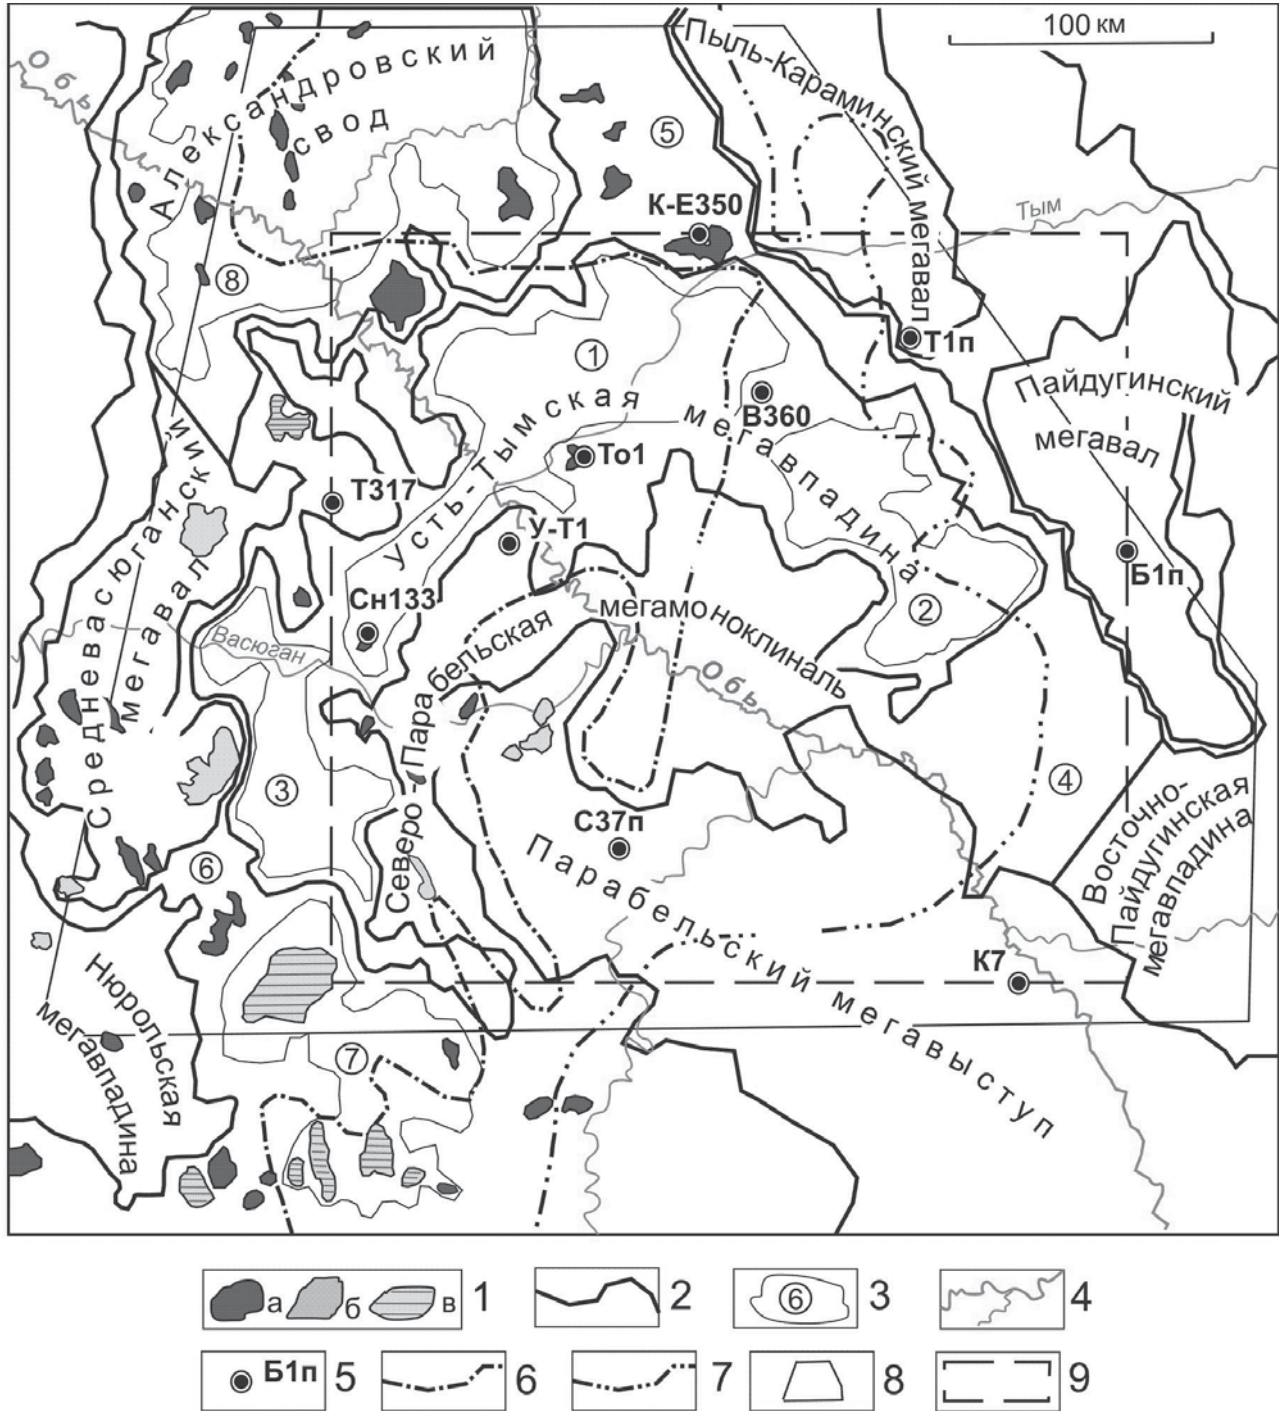 100 км
Обь
Александровский
свод
Пыль-Караминский мегавал
⑤
К-Е350
Тым
⑧
①
Т1п
Пайдугинский
мегавал
В360
Усть-Тымская мегавпадина
То1
Т317
У-Т1
Средневасюганский
мегавал
Б1п
Сн133
②
Васюган
Северо-Парабельская мегамоноклиналь
Обь
③
④
С37п
Восточно-
Пайдугинская
мегавпадина
⑥
Парабельский мегавыступ
К7
Нюрольская
мегавпадина
⑦
а б в 1
2
⑥ 3
4
Б1п 5
6
7
8
9